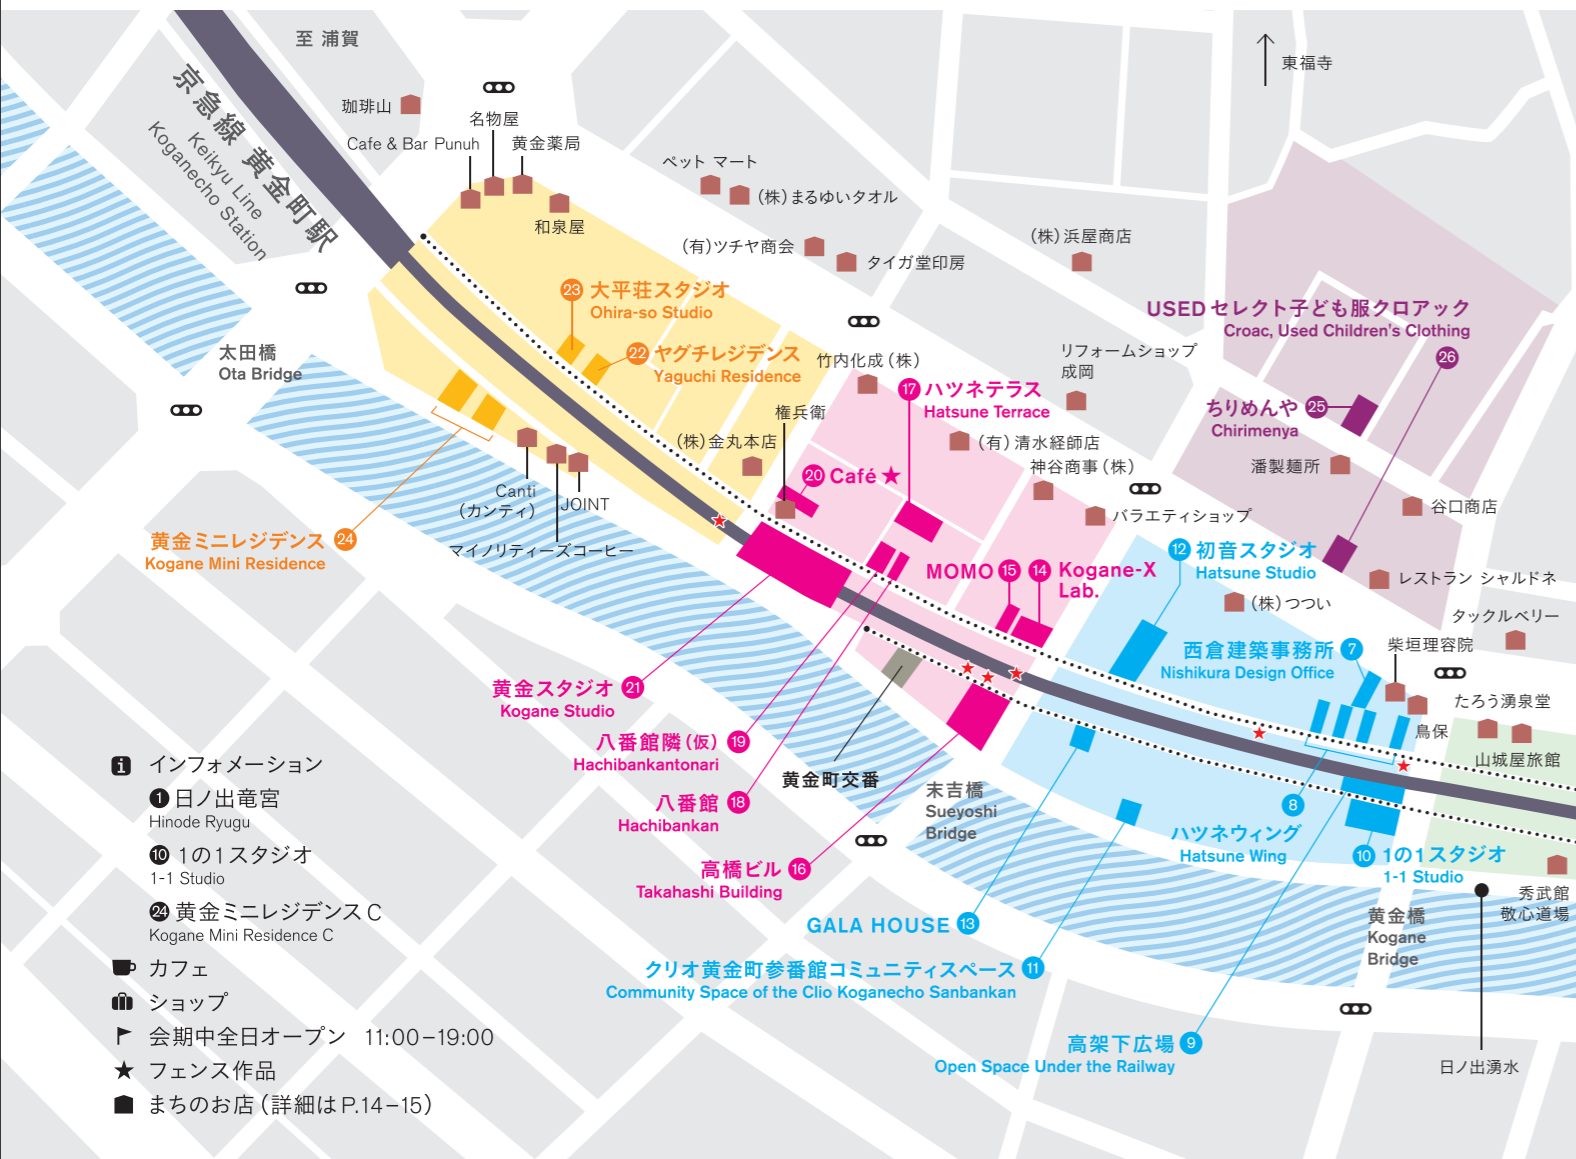 至 浦賀
京急線 黄金町駅
Keikyu Line
Koganecho Station
東福寺
珈琲山
名物屋
Cafe & Bar Punuh
黄金薬局
和泉屋
ペット マート
(株)まるゆいタオル
(有)ツチヤ商会
タイガ堂印房
(株)浜屋商店
23 大平荘スタジオ
Ohira-so Studio
22 ヤグチレジデンス
Yaguchi Residence
太田橋
Ota Bridge
USED セレクト子ども服クロアック
Croac, Used Children's Clothing
26
竹内化成(株)
リフォームショップ
成岡
17 ハツネテラス
Hatsune Terrace
ちりめんや 25
Chirimenya
権兵衛
(株)金丸本店
(有)清水経師店
神谷商事(株)
潘製麺所
20 Café ★
Canti
(カンティ)
JOINT
マイノリティーズコーヒー
バラエティショップ
谷口商店
黄金ミニレジデンス 24
Kogane Mini Residence
12 初音スタジオ
Hatsune Studio
MOMO 15
14 Kogane-X
Lab.
レストラン シャルドネ
(株)つつい
タックルベリー
西倉建築事務所 7
Nishikura Design Office
柴垣理容院
黄金スタジオ 21
Kogane Studio
たろう湧泉堂
鳥保
山城屋旅館
八番館隣(仮) 19
Hachibankantonari
黄金町交番
八番館 18
Hachibankan
末吉橋
Sueyoshi
Bridge
8
ハツネウィング
Hatsune Wing
10 1の1スタジオ
1-1 Studio
高橋ビル 16
Takahashi Building
秀武館
敬心道場
黄金橋
Kogane
Bridge
GALA HOUSE 13
クリオ黄金町参番館コミュニティスペース 11
Community Space of the Clio Koganecho Sanbankan
高架下広場 9
Open Space Under the Railway
日ノ出湧水
i インフォメーション
1 日ノ出竜宮
Hinode Ryugu
10 1の1スタジオ
1-1 Studio
24 黄金ミニレジデンス C
Kogane Mini Residence C
カフェ
ショップ
会期中全日オープン 11:00−19:00
★ フェンス作品
まちのお店(詳細は P.14−15)